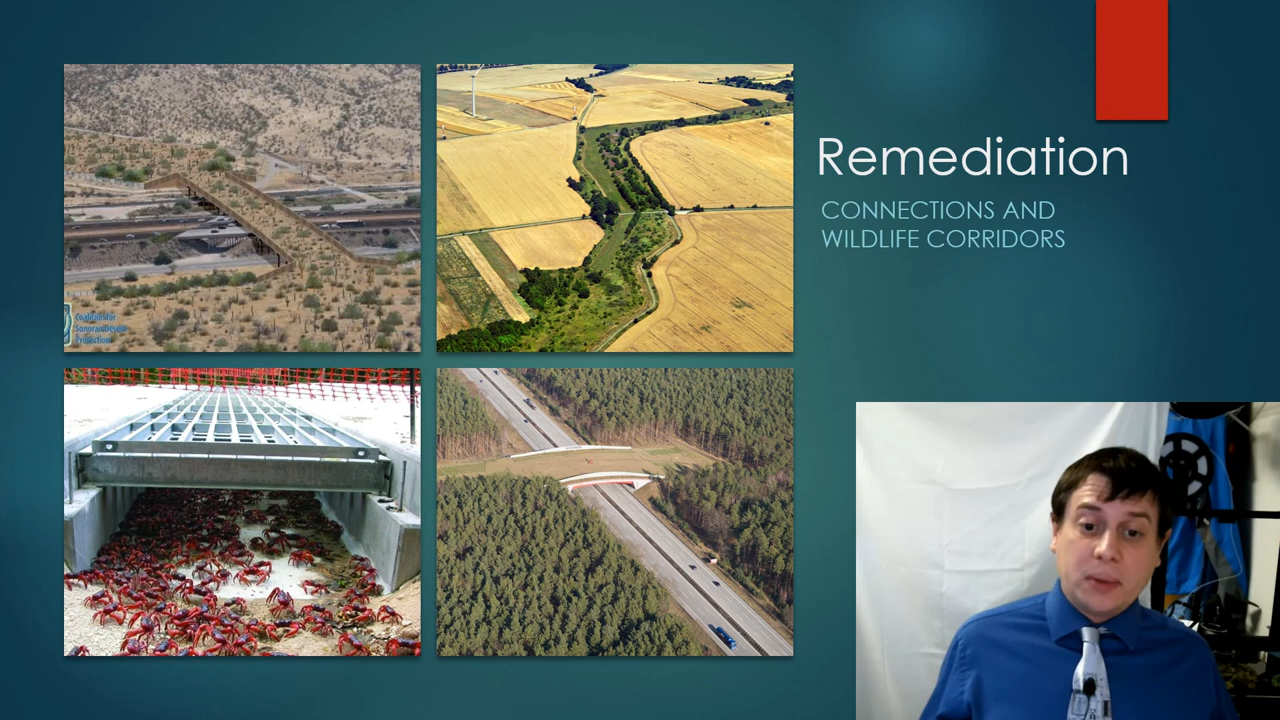 Remediation
CONNECTIONS AND
WILDLIFE CORRIDORS
Coalition for
Sonoran Desert
Protection